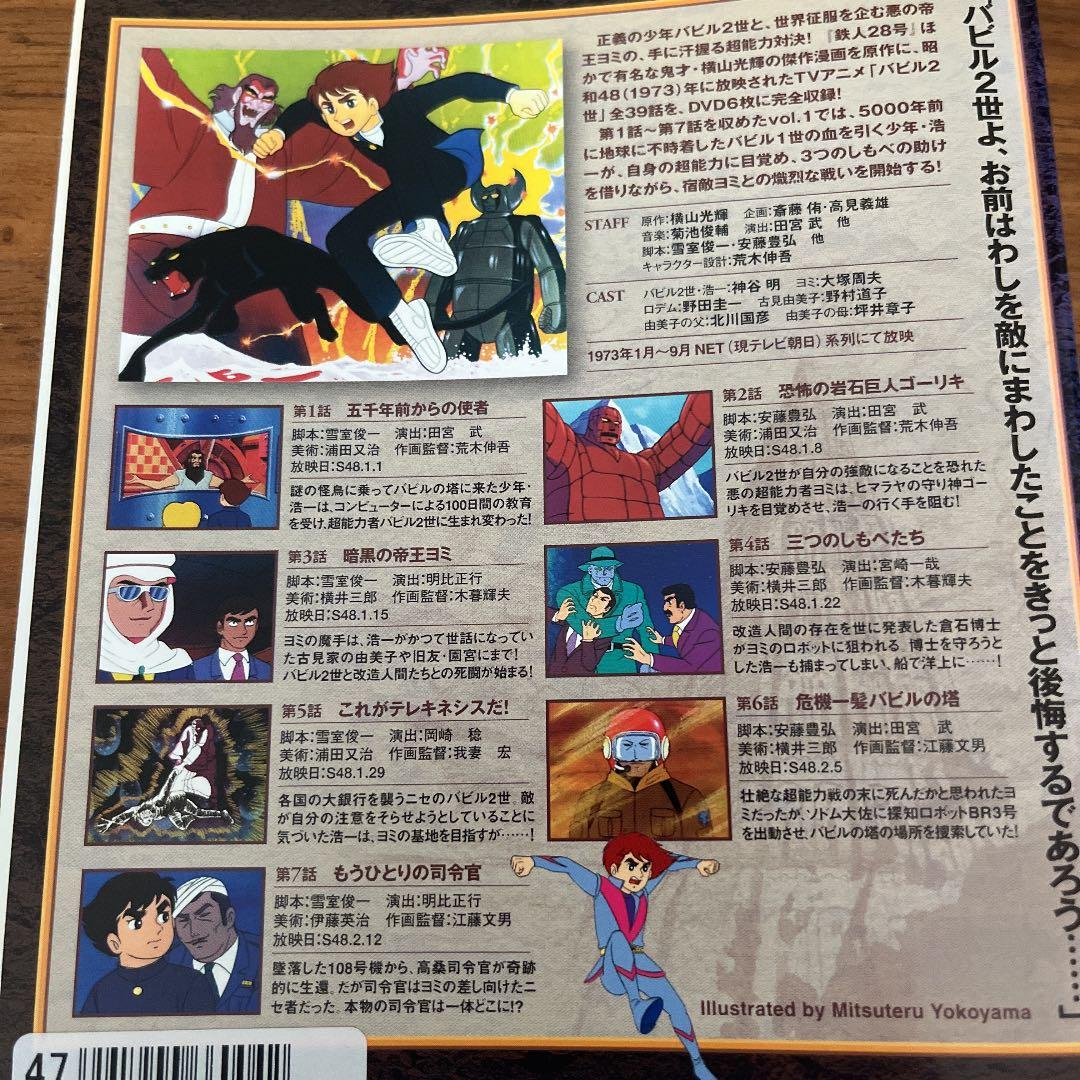 正義の少年バビル2世と、世界征服を企む悪の帝
王ヨミの、手に汗握る超能力対決! 『鉄人28号』ほ
かで有名な鬼才・横山光輝の傑作漫画を原作に、昭
和48(1973)年に放映されたTVアニメ「バビル2
世」全39話を、DVD6枚に完全収録!
第1話～第7話を収めたvol.1では、5000年前
に地球に不時着したバビル1世の血を引く少年・浩
一が、自身の超能力に目覚め、3つのしもべの助け
を借りながら、宿敵ヨミとの熾烈な戦いを開始する!
STAFF 原作:横山光輝 企画:斎藤 侑・高見義雄
音楽:菊池俊輔 演出:田宮 武 他
脚本:雪室俊一・安藤豊弘 他
キャラクター設計:荒木伸吾
CAST バビル2世・浩一:神谷 明 ヨミ:大塚周夫
ロデム:野田圭一 古見由美子:野村道子
由美子の父:北川国彦 由美子の母:坪井章子
1973年1月～9月 NET(現テレビ朝日)系列にて放映
バビル2世よ、お前はわしを敵にまわしたことをきっと後悔するであろう……」
第1話 五千年前からの使者
脚本:雪室俊一 演出:田宮 武
美術:浦田又治 作画監督:荒木伸吾
放映日:S48.1.1
謎の怪鳥に乗ってバビルの塔に来た少年・
浩一は、コンピューターによる100日間の教育
を受け、超能力者バビル2世に生まれ変わった!
第2話 恐怖の岩石巨人ゴーリキ
脚本:安藤豊弘 演出:田宮 武
美術:浦田又治 作画監督:荒木伸吾
放映日:S48.1.8
バビル2世が自分の強敵になることを恐れた
悪の超能力者ヨミは、ヒマラヤの守り神ゴー
リキを目覚めさせ、浩一の行く手を阻む!
第3話 暗黒の帝王ヨミ
脚本:雪室俊一 演出:明比正行
美術:横井三郎 作画監督:木暮輝夫
放映日:S48.1.15
ヨミの魔手は、浩一がかつて世話になってい
た古見家の由美子や旧友・園宮にまで!
バビル2世と改造人間たちとの死闘が始まる!
第4話 三つのしもべたち
脚本:安藤豊弘 演出:宮崎一哉
美術:横井三郎 作画監督:木暮輝夫
放映日:S48.1.22
改造人間の存在を世に発表した倉石博士
がヨミのロボットに狙われる。博士を守ろうと
した浩一も捕まってしまい、船で洋上に……!
第5話 これがテレキネシスだ!
脚本:雪室俊一 演出:岡崎 稔
美術:浦田又治 作画監督:我妻 宏
放映日:S48.1.29
各国の大銀行を襲うニセのバビル2世。敵
が自分の注意をそらせようとしていることに
気づいた浩一は、ヨミの基地を目指すが……!
第6話 危機一髪バビルの塔
脚本:安藤豊弘 演出:田宮 武
美術:横井三郎 作画監督:江藤文男
放映日:S48.2.5
壮絶な超能力戦の末に死んだかと思われたヨ
ミだったが、ソドム大佐に探知ロボットBR3号
を出動させ、バビルの塔の場所を捜索していた!
第7話 もうひとりの司令官
脚本:雪室俊一 演出:明比正行
美術:伊藤英治 作画監督:江藤文男
放映日:S48.2.12
墜落した108号機から、高桑司令官が奇跡
的に生還。だが司令官はヨミの差し向けたニ
セ者だった。本物の司令官は一体どこに!?
Illustrated by Mitsuteru Yokoyama
47